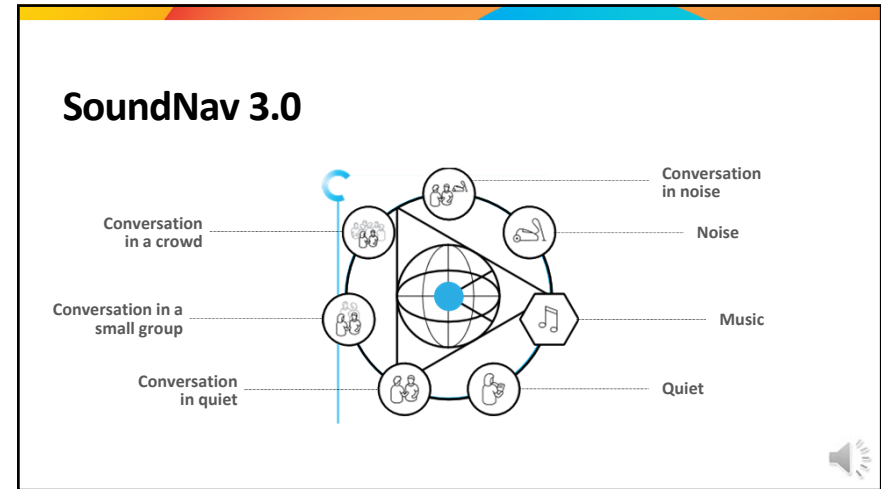 SoundNav 3.0
Conversation
in noise
Conversation
in a crowd
Noise
Conversation in a
small group
Music
Conversation
in quiet
Quiet